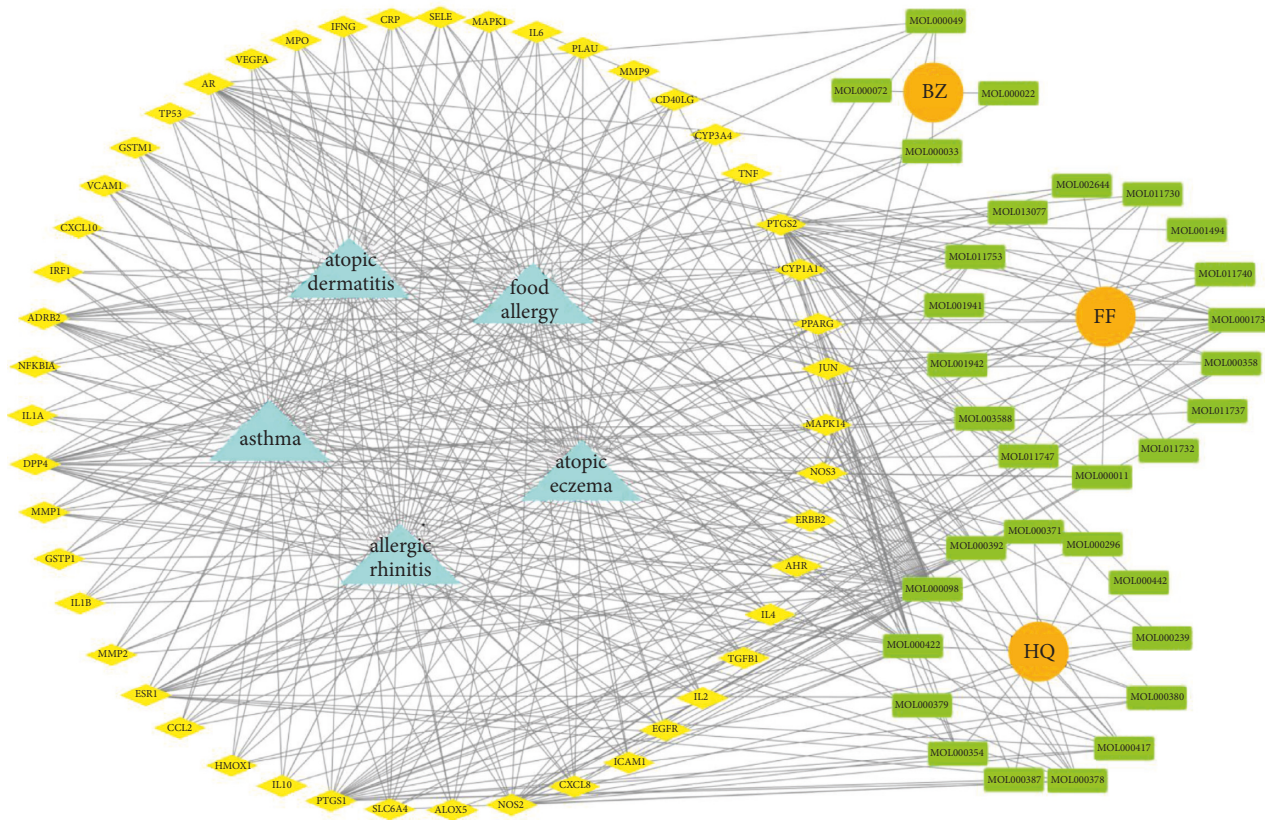 SELE
CRP
MAPK1
IFNG
IL6
MPO
PLAU
VEGFA
MMP9
AR
CD40LG
TP53
CYP3A4
GSTM1
TNF
VCAM1
PTGS2
CXCL10
CYP1A1
IRF1
PPARG
ADRB2
JUN
NFKBIA
MAPK14
IL1A
NOS3
DPP4
ERBB2
MMP1
AHR
GSTP1
IL4
IL1B
TGFB1
MMP2
IL2
ESR1
EGFR
CCL2
ICAM1
HMOX1
CXCL8
IL10
NOS2
PTGS1
ALOX5
SLC6A4
atopic
dermatitis
food
allergy
asthma
atopic
eczema
allergic
rhinitis
MOL000049
MOL000072
BZ
MOL000022
MOL000033
MOL002644
MOL011730
MOL013077
MOL001494
MOL011753
MOL011740
MOL001941
FF
MOL000173
MOL001942
MOL000358
MOL003588
MOL011737
MOL011747
MOL011732
MOL000011
MOL000371
MOL000392
MOL000296
MOL000098
MOL000442
MOL000422
HQ
MOL000239
MOL000379
MOL000380
MOL000354
MOL000417
MOL000387
MOL000378